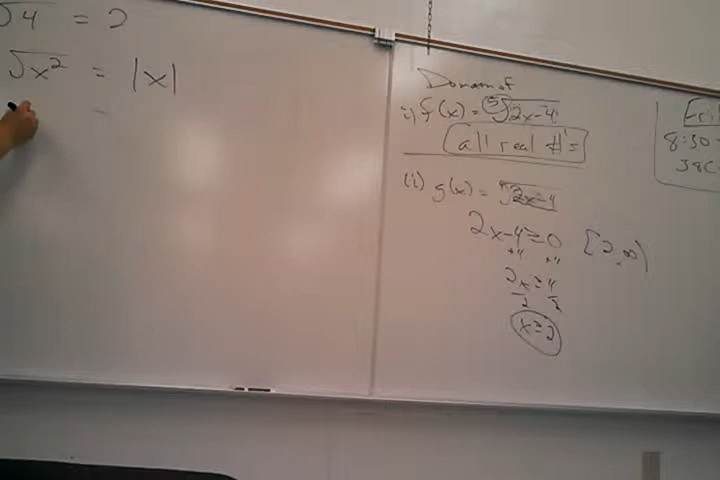 √4 = 2
√x² = |x|
=
Domain of
i) f(x) = ⁵√2x-4
all real #'s
(ii) g(x) = ⁴√2x-4
2x-4 ≥ 0 [2, ∞)
+4 +4
2x ≥ 4
2 2
x ≥ 2
8:30